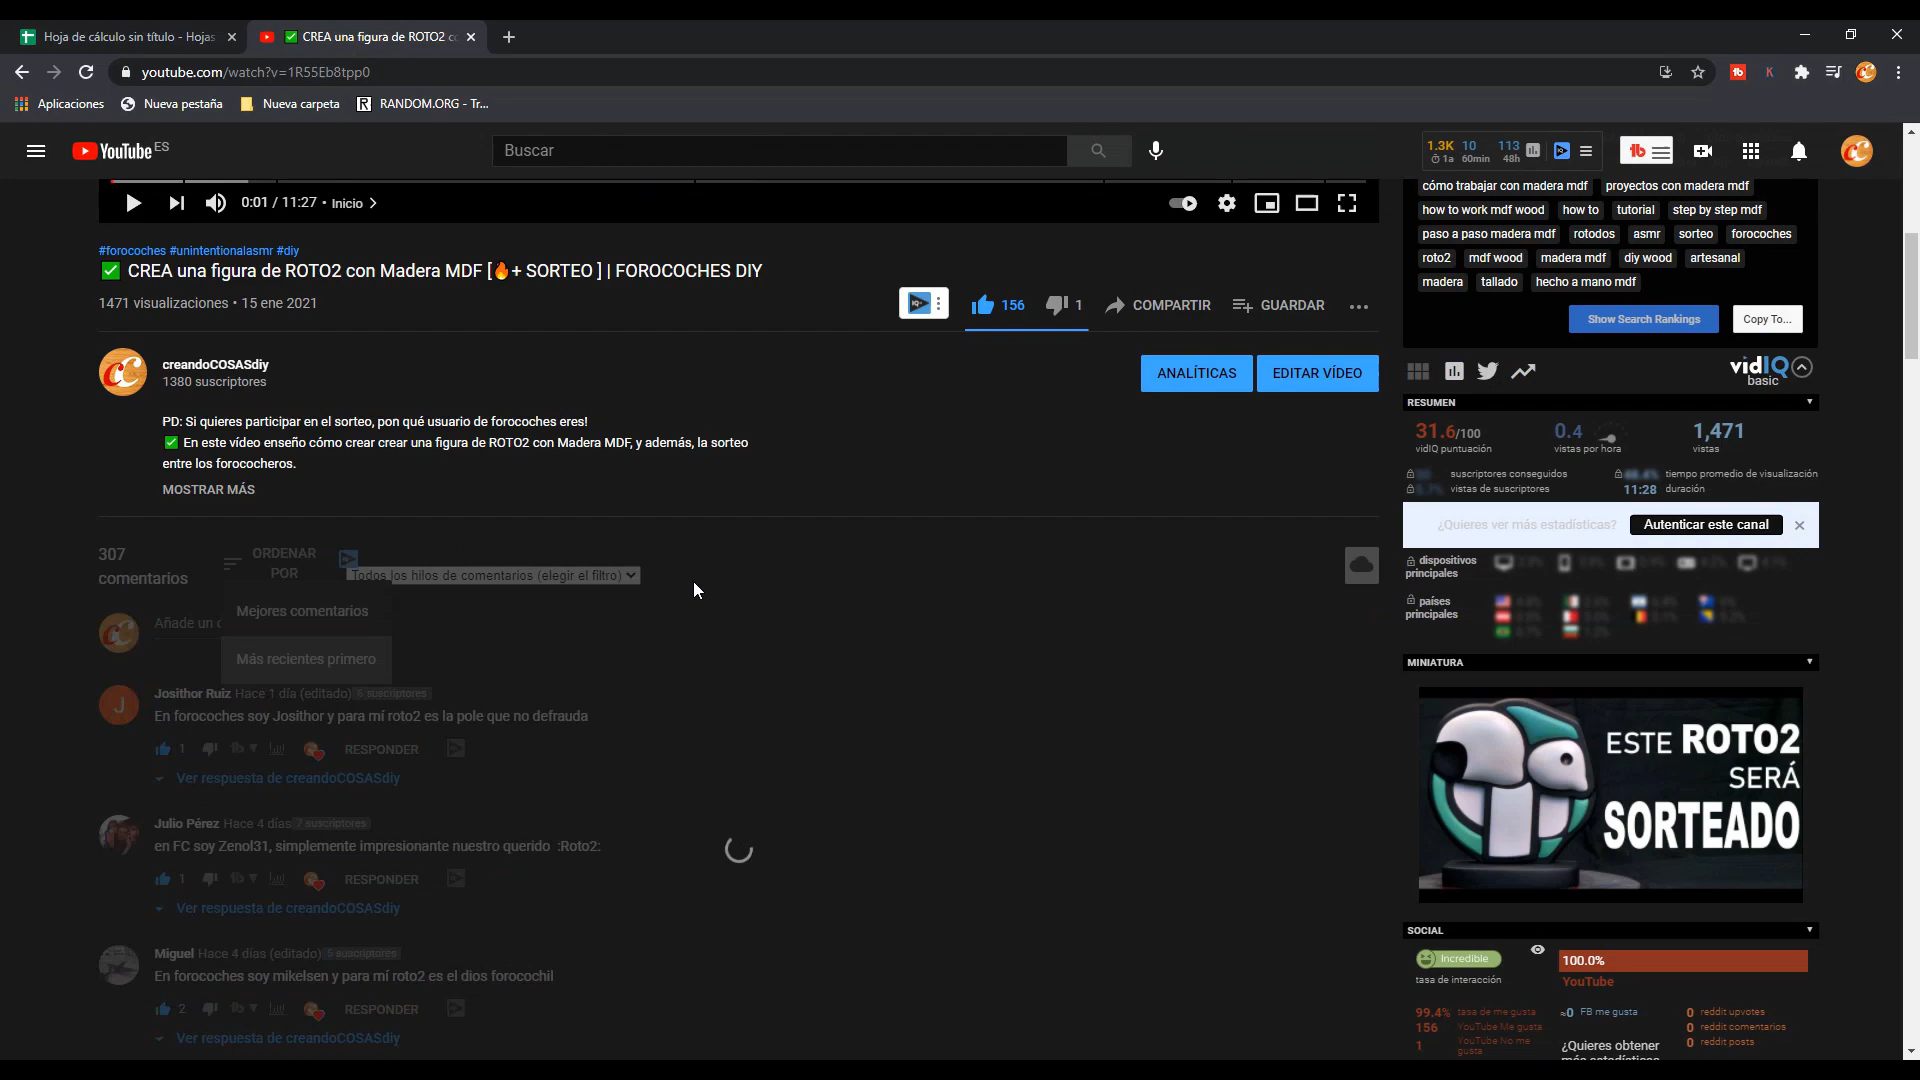 Hoja de cálculo sin título - Hojas
✅ CREA una figura de ROTO2 co
youtube.com/watch?v=1R55Eb8tpp0
Aplicaciones
Nueva pestaña
Nueva carpeta
RANDOM.ORG - Tr...
YouTube ES
Buscar
1.3K 10 113
1a 60min 48h
0:01 / 11:27 • Inicio
#forocoches #unintentionalasmr #diy
✅ CREA una figura de ROTO2 con Madera MDF [🔥+ SORTEO ] | FOROCOCHES DIY
1471 visualizaciones • 15 ene 2021
156
1
COMPARTIR
GUARDAR
creandoCOSASdiy
1380 suscriptores
ANALÍTICAS
EDITAR VÍDEO
PD: Si quieres participar en el sorteo, pon qué usuario de forocoches eres!
✅ En este vídeo enseño cómo crear crear una figura de ROTO2 con Madera MDF, y además, la sorteo
entre los forococheros.
MOSTRAR MÁS
307
comentarios
ORDENAR
POR
Todos los hilos de comentarios (elegir el filtro)
Mejores comentarios
Añade un c
Más recientes primero
Josithor Ruiz Hace 1 día (editado) 5 suscriptores
En forocoches soy Josithor y para mí roto2 es la pole que no defrauda
1 RESPONDER
Ver respuesta de creandoCOSASdiy
Julio Pérez Hace 4 días 7 suscriptores
en FC soy Zenol31, simplemente impresionante nuestro querido :Roto2:
1 RESPONDER
Ver respuesta de creandoCOSASdiy
Miguel Hace 4 días (editado) 5 suscriptores
En forocoches soy mikelsen y para mí roto2 es el dios forocochil
2 RESPONDER
Ver respuesta de creandoCOSASdiy
cómo trabajar con madera mdf proyectos con madera mdf
how to work mdf wood how to tutorial step by step mdf
paso a paso madera mdf rotodos asmr sorteo forocoches
roto2 mdf wood madera mdf diy wood artesanal
madera tallado hecho a mano mdf
Show Search Rankings
Copy To...
vidIQ
basic
RESUMEN
31.6/100 0.4 1,471
vidIQ puntuación vistas por hora vistas
suscriptores conseguidos tiempo promedio de visualización
vistas de suscriptores 11:28 duración
¿Quieres ver más estadísticas? Autenticar este canal
dispositivos
principales
países
principales
MINIATURA
ESTE ROTO2
SERÁ
SORTEADO
SOCIAL
Incredible
tasa de interacción
100.0%
YouTube
99.4% tasa de me gusta
156 YouTube Me gusta
1 YouTube No me
gusta
≈0 FB me gusta
¿Quieres obtener
0 reddit upvotes
0 reddit comentarios
0 reddit posts